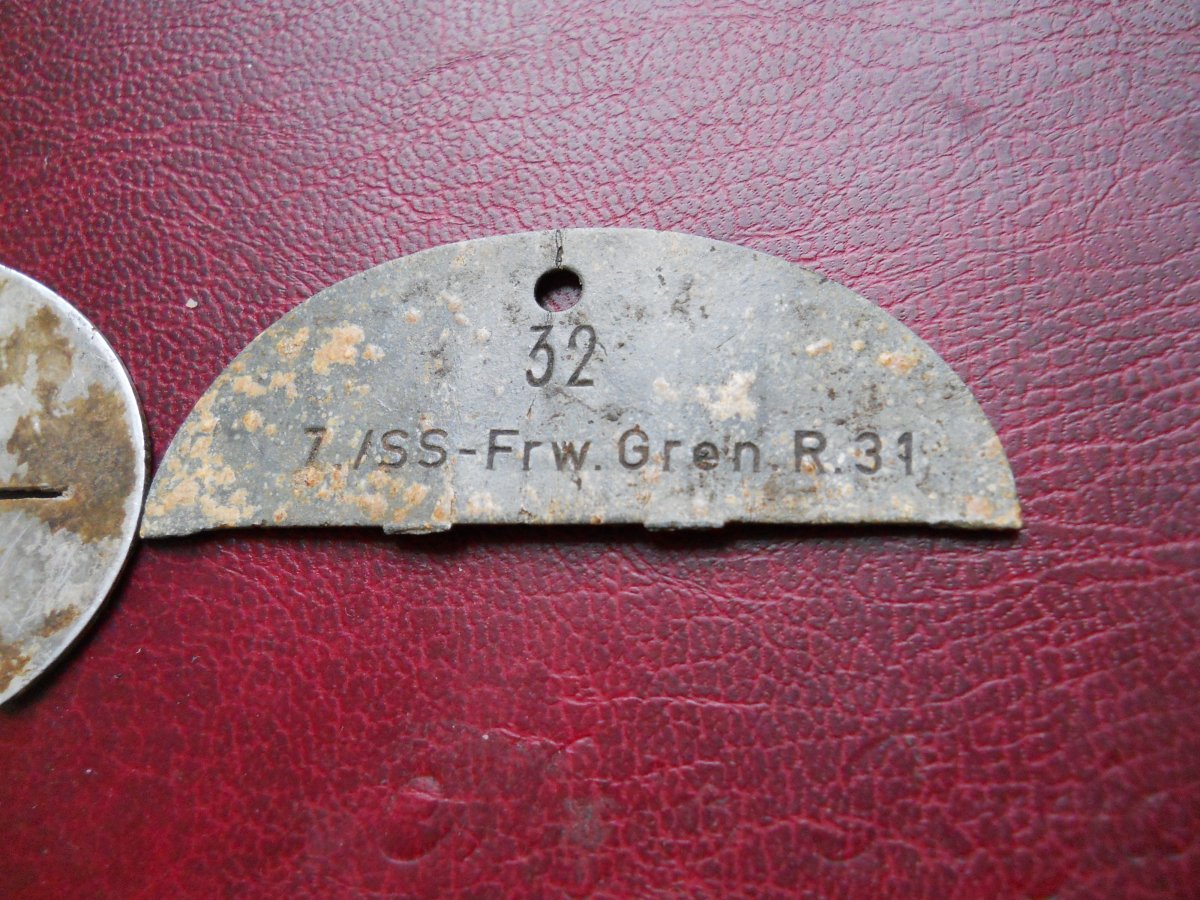 32
7./SS-Frw. Gren. R. 31